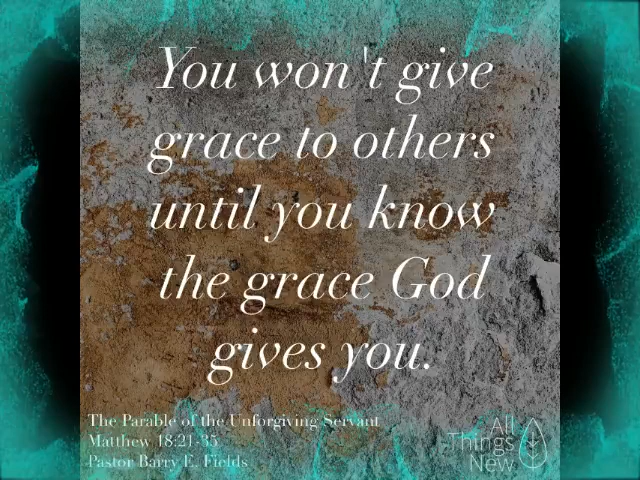 You won't give
grace to others
until you know
the grace God
gives you.
The Parable of the Unforgiving Servant
Matthew 18:21-35
Pastor Barry E. Fields
All
Things
New